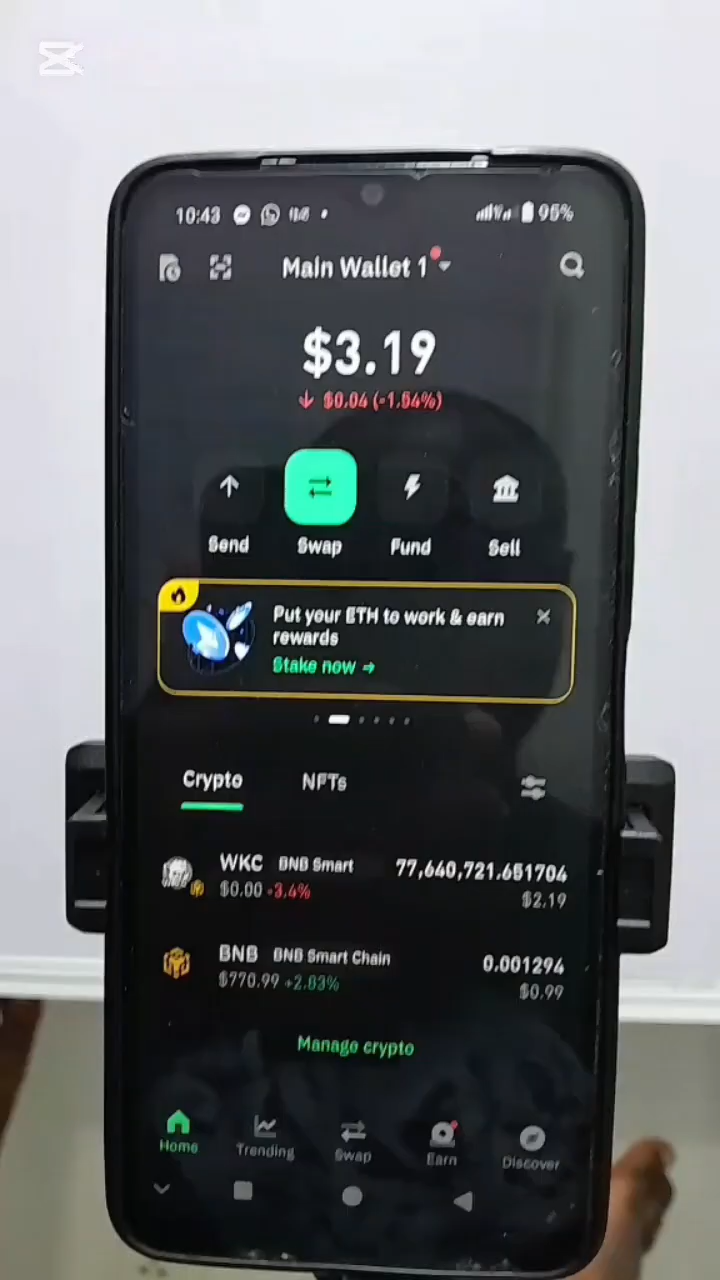 10:43 95%
Main Wallet 1
$3.19
↓ $0.04 (-1.54%)
Send Swap Fund Sell
Put your ETH to work & earn
rewards
Stake now →
Crypto NFTs
WKC BNB Smart 77,640,721.651704
$0.00 -3.4% $2.19
BNB BNB Smart Chain 0.001294
$770.99 +2.83% $0.99
Manage crypto
Home Trending Swap Earn Discover